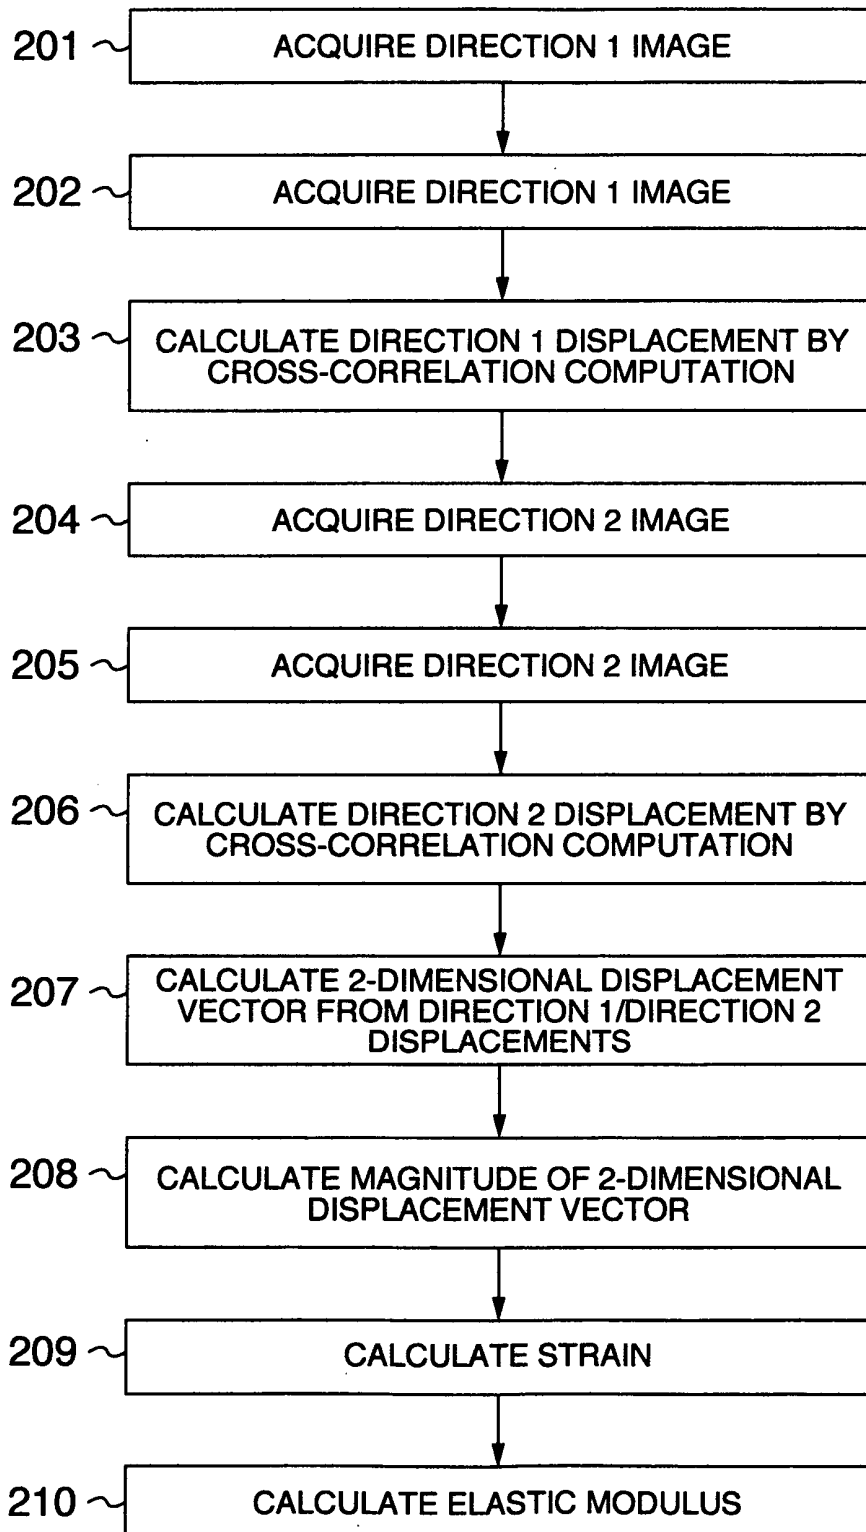 201 ACQUIRE DIRECTION 1 IMAGE
202 ACQUIRE DIRECTION 1 IMAGE
203 CALCULATE DIRECTION 1 DISPLACEMENT BY
CROSS-CORRELATION COMPUTATION
204 ACQUIRE DIRECTION 2 IMAGE
205 ACQUIRE DIRECTION 2 IMAGE
206 CALCULATE DIRECTION 2 DISPLACEMENT BY
CROSS-CORRELATION COMPUTATION
207 CALCULATE 2-DIMENSIONAL DISPLACEMENT
VECTOR FROM DIRECTION 1/DIRECTION 2
DISPLACEMENTS
208 CALCULATE MAGNITUDE OF 2-DIMENSIONAL
DISPLACEMENT VECTOR
209 CALCULATE STRAIN
210 CALCULATE ELASTIC MODULUS